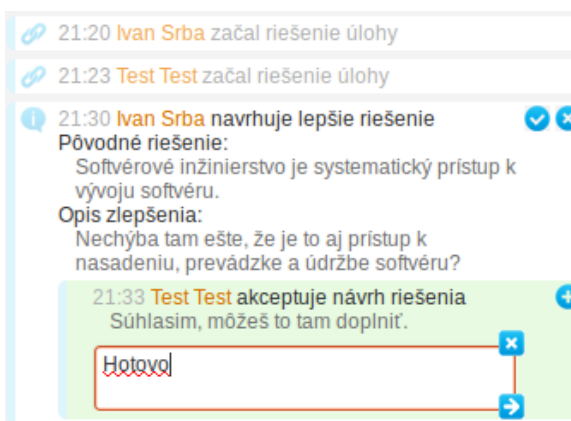 21:20 Ivan Srba začal riešenie úlohy
21:23 Test Test začal riešenie úlohy
21:30 Ivan Srba navrhuje lepšie riešenie
Pôvodné riešenie:
Softvérové inžinierstvo je systematický prístup k
vývoju softvéru.
Opis zlepšenia:
Nechýba tam ešte, že je to aj prístup k
nasadeniu, prevádzke a údržbe softvéru?
21:33 Test Test akceptuje návrh riešenia
Súhlasim, môžeš to tam doplniť.
Hotovo